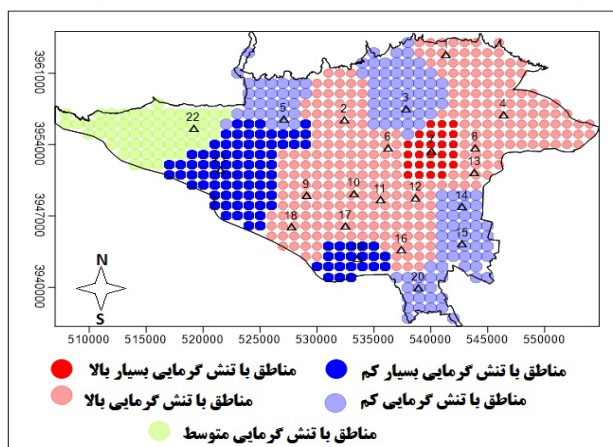 3961000
3954000
3947000
3940000
1
2
3
4
5
6
8
9
10
11
12
13
14
15
16
17
18
20
22
N
S
510000 515000 520000 525000 530000 535000 540000 545000 550000
مناطق با تنش گرمایی بسیار بالا
مناطق با تنش گرمایی بسیار کم
مناطق با تنش گرمایی بالا
مناطق با تنش گرمایی کم
مناطق با تنش گرمایی متوسط